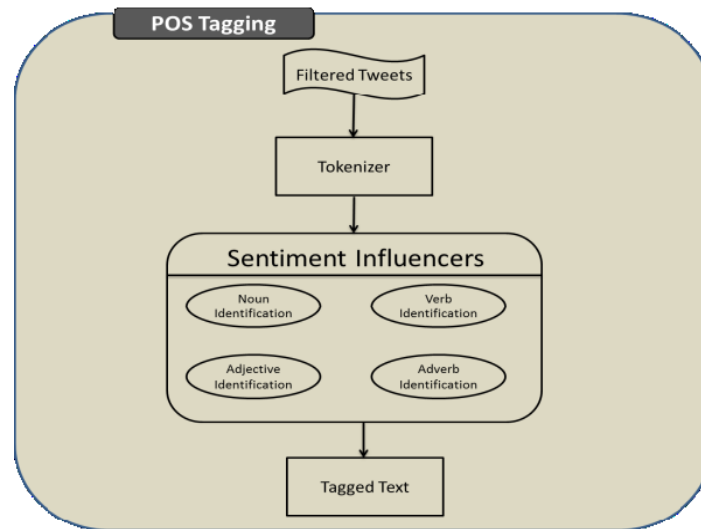 POS Tagging
Filtered Tweets
Tokenizer
Sentiment Influencers
Noun
Identification
Verb
Identification
Adjective
Identification
Adverb
Identification
Tagged Text